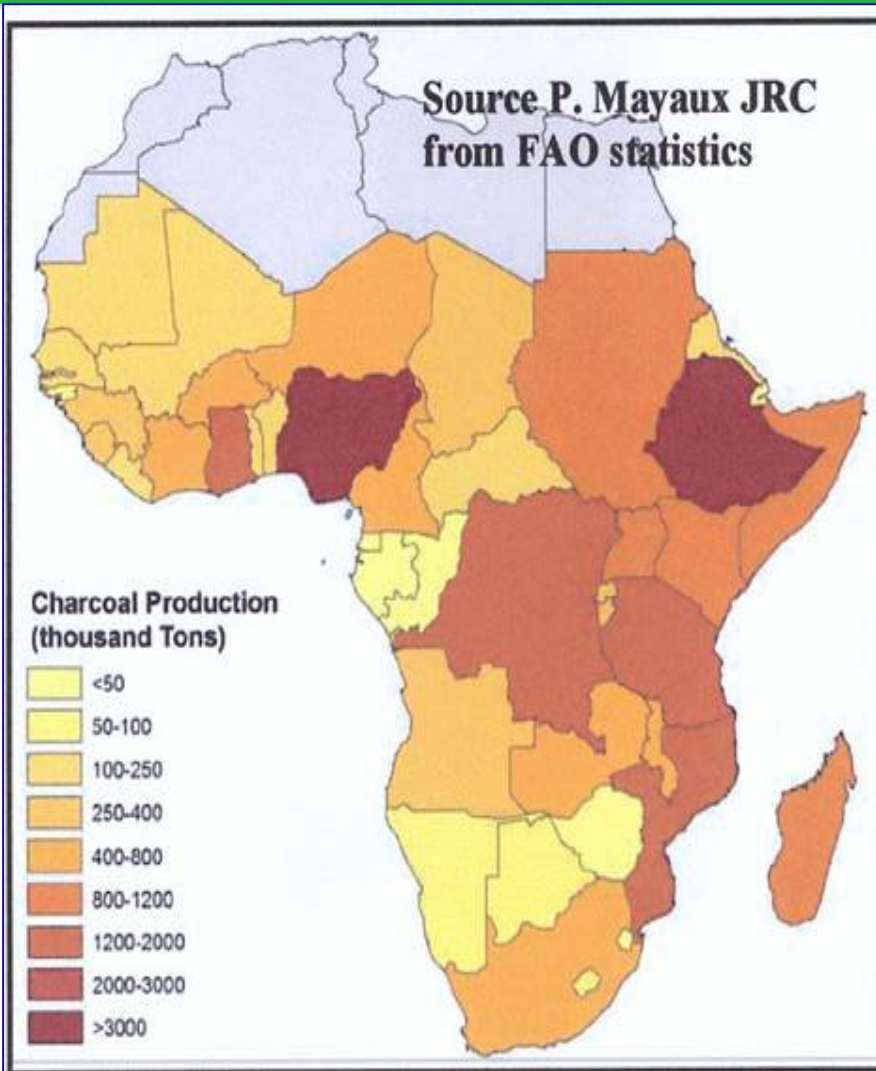 Source P. Mayaux JRC
from FAO statistics
Charcoal Production
(thousand Tons)
<50
50-100
100-250
250-400
400-800
800-1200
1200-2000
2000-3000
>3000